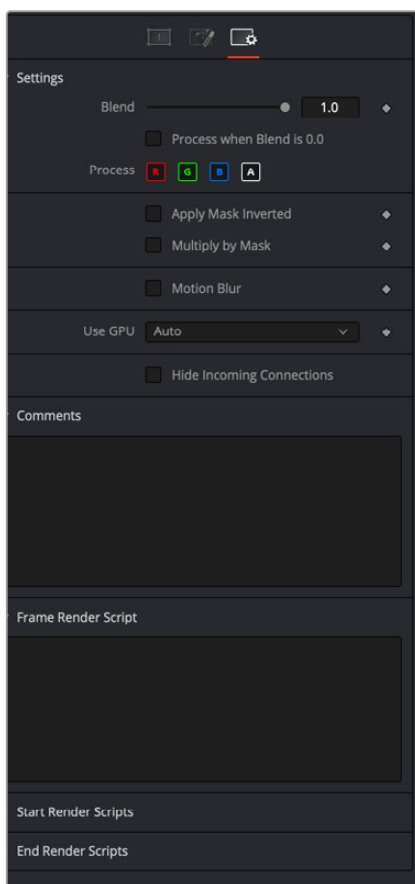 Settings
Blend 1.0
Process when Blend is 0.0
Process R G B A
Apply Mask Inverted
Multiply by Mask
Motion Blur
Use GPU Auto
Hide Incoming Connections
Comments
Frame Render Script
Start Render Scripts
End Render Scripts